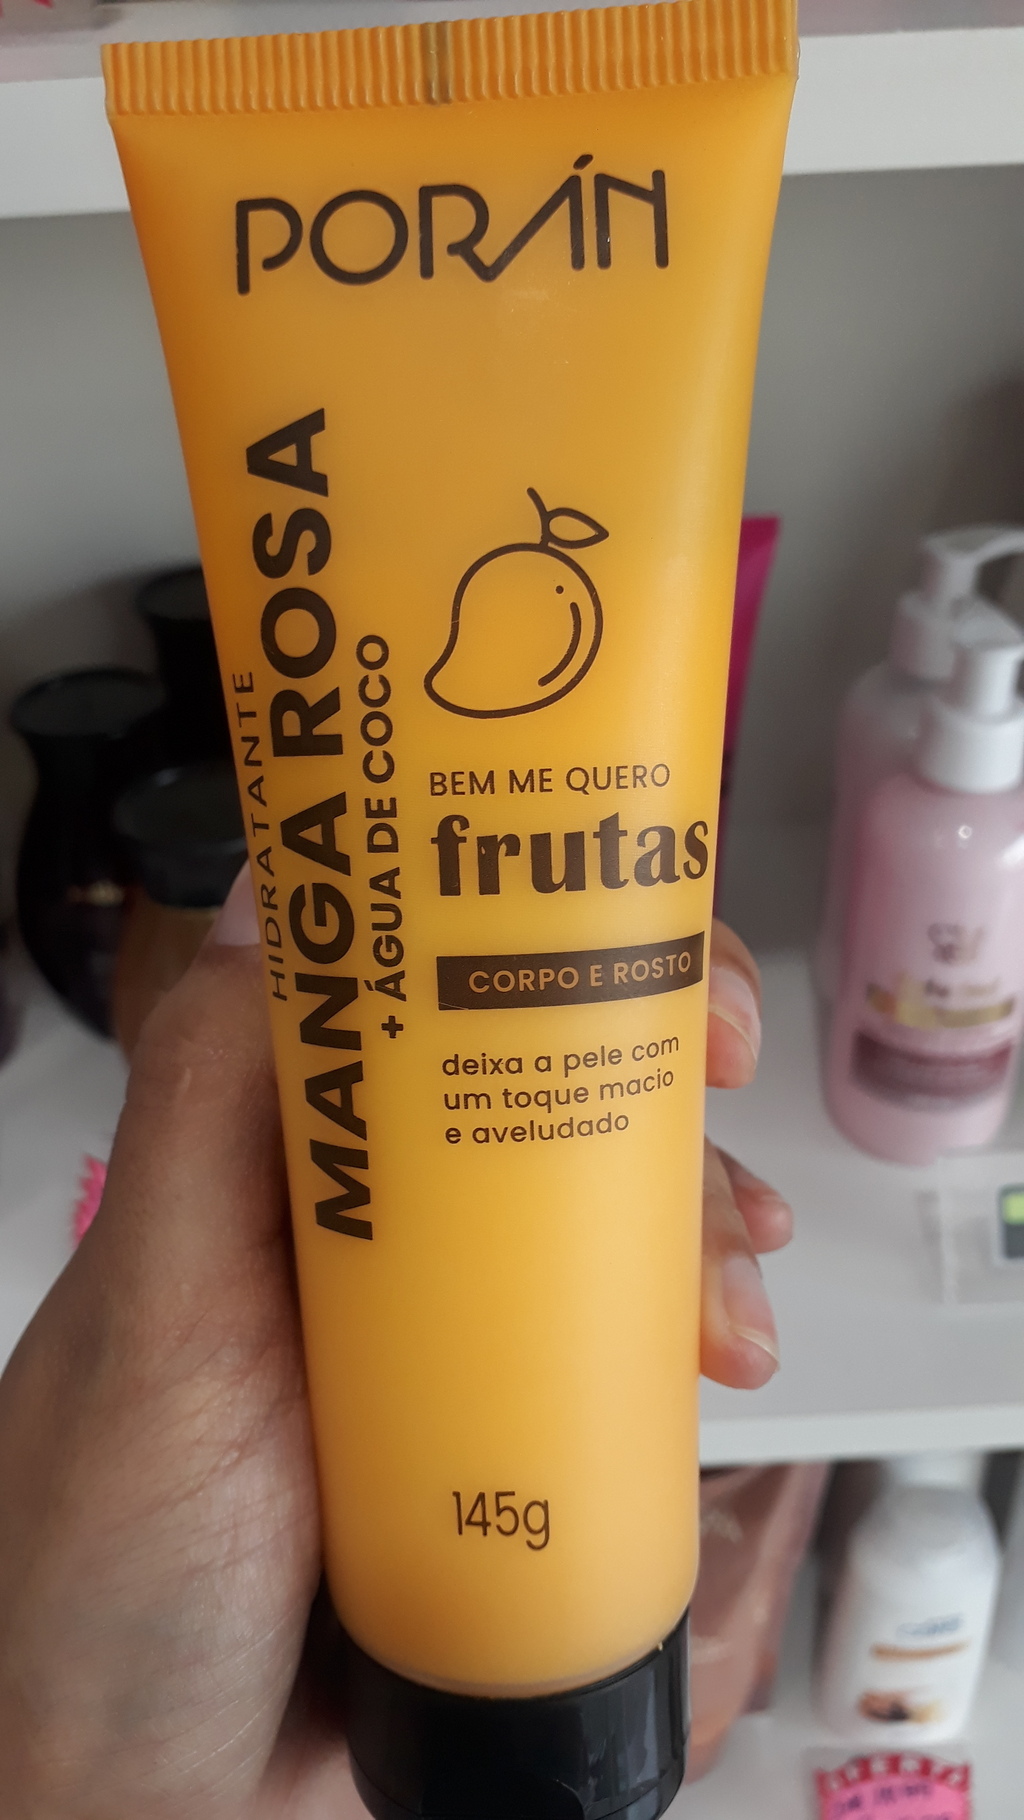 PORÁN
HIDRATANTE
MANGA ROSA
+ ÁGUA DE COCO
BEM ME QUERO
frutas
CORPO E ROSTO
deixa a pele com
um toque macio
e aveludado
145g